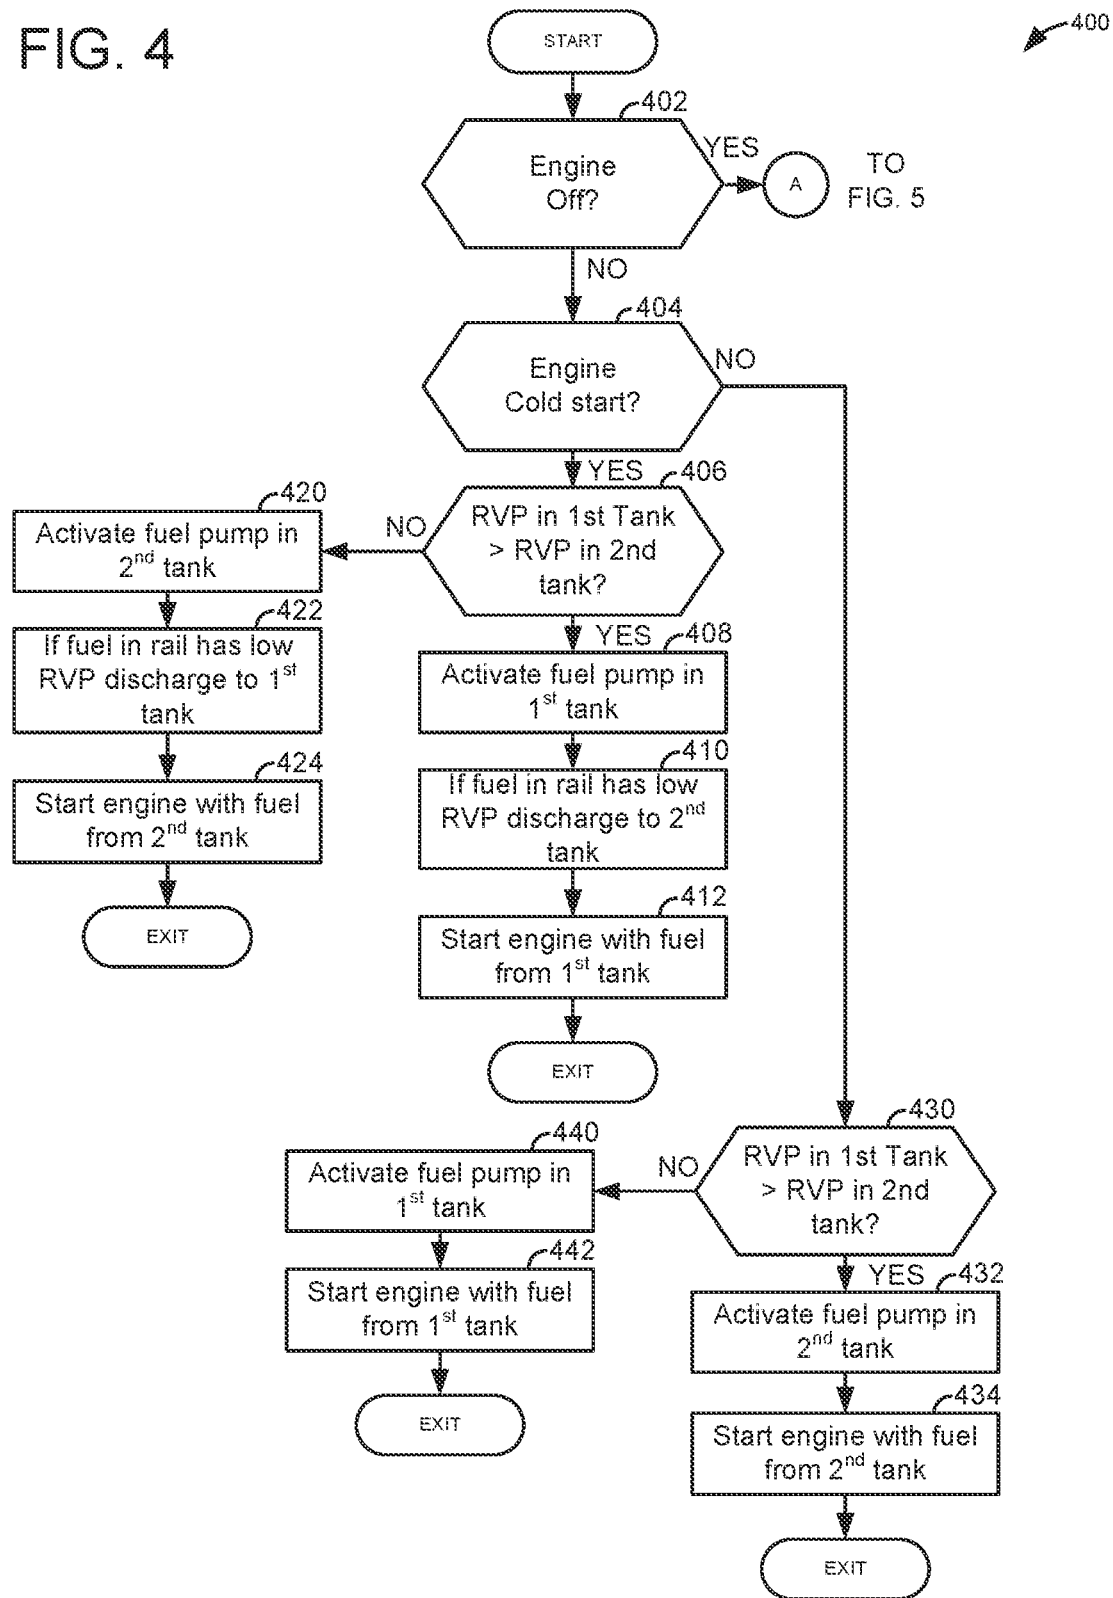 FIG. 4
400
START
402
Engine
Off?
YES
A
TO
FIG. 5
NO
404
Engine
Cold start?
NO
YES
406
RVP in 1st Tank
> RVP in 2nd
tank?
NO
420
Activate fuel pump in
2nd tank
422
If fuel in rail has low
RVP discharge to 1st
tank
424
Start engine with fuel
from 2nd tank
EXIT
YES
408
Activate fuel pump in
1st tank
410
If fuel in rail has low
RVP discharge to 2nd
tank
412
Start engine with fuel
from 1st tank
EXIT
430
RVP in 1st Tank
> RVP in 2nd
tank?
NO
440
Activate fuel pump in
1st tank
442
Start engine with fuel
from 1st tank
EXIT
YES
432
Activate fuel pump in
2nd tank
434
Start engine with fuel
from 2nd tank
EXIT